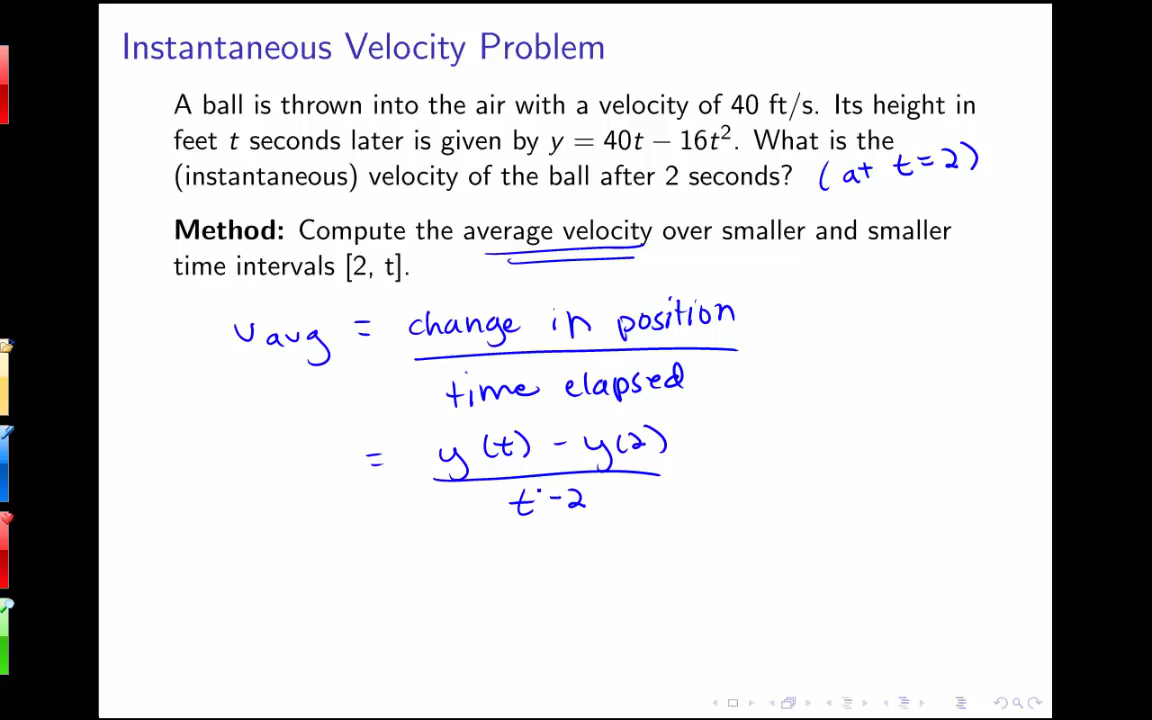 Instantaneous Velocity Problem
A ball is thrown into the air with a velocity of 40 ft/s. Its height in
feet t seconds later is given by y = 40t − 16t². What is the
(instantaneous) velocity of the ball after 2 seconds? (at t=2)
Method: Compute the average velocity over smaller and smaller
time intervals [2, t].
v avg = change in position
time elapsed
= y(t) - y(2)
t - 2